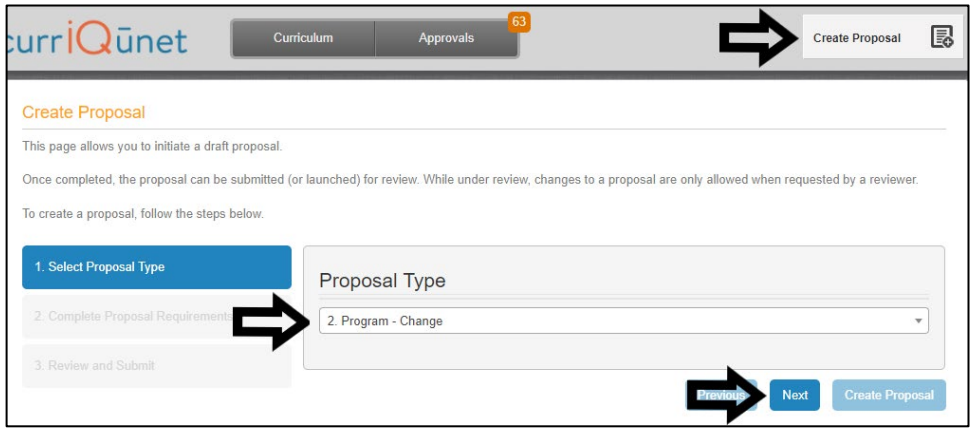 63
curriQūnet Curriculum Approvals Create Proposal
Create Proposal
This page allows you to initiate a draft proposal.
Once completed, the proposal can be submitted (or launched) for review. While under review, changes to a proposal are only allowed when requested by a reviewer.
To create a proposal, follow the steps below.
1. Select Proposal Type
Proposal Type
2. Complete Proposal Requirements
2. Program - Change
3. Review and Submit
Previous Next Create Proposal